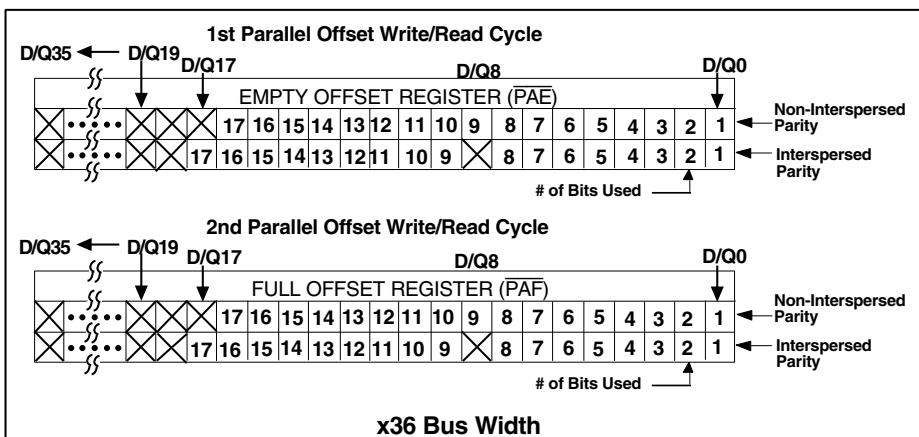 1st Parallel Offset Write/Read Cycle
D/Q35 D/Q19 D/Q17 D/Q8 D/Q0
EMPTY OFFSET REGISTER (PAE)
17 16 15 14 13 12 11 10 9 8 7 6 5 4 3 2 1 Non-Interspersed Parity
17 16 15 14 13 12 11 10 9 8 7 6 5 4 3 2 1 Interspersed Parity
# of Bits Used
2nd Parallel Offset Write/Read Cycle
D/Q35 D/Q19 D/Q17 D/Q8 D/Q0
FULL OFFSET REGISTER (PAF)
17 16 15 14 13 12 11 10 9 8 7 6 5 4 3 2 1 Non-Interspersed Parity
17 16 15 14 13 12 11 10 9 8 7 6 5 4 3 2 1 Interspersed Parity
# of Bits Used
x36 Bus Width